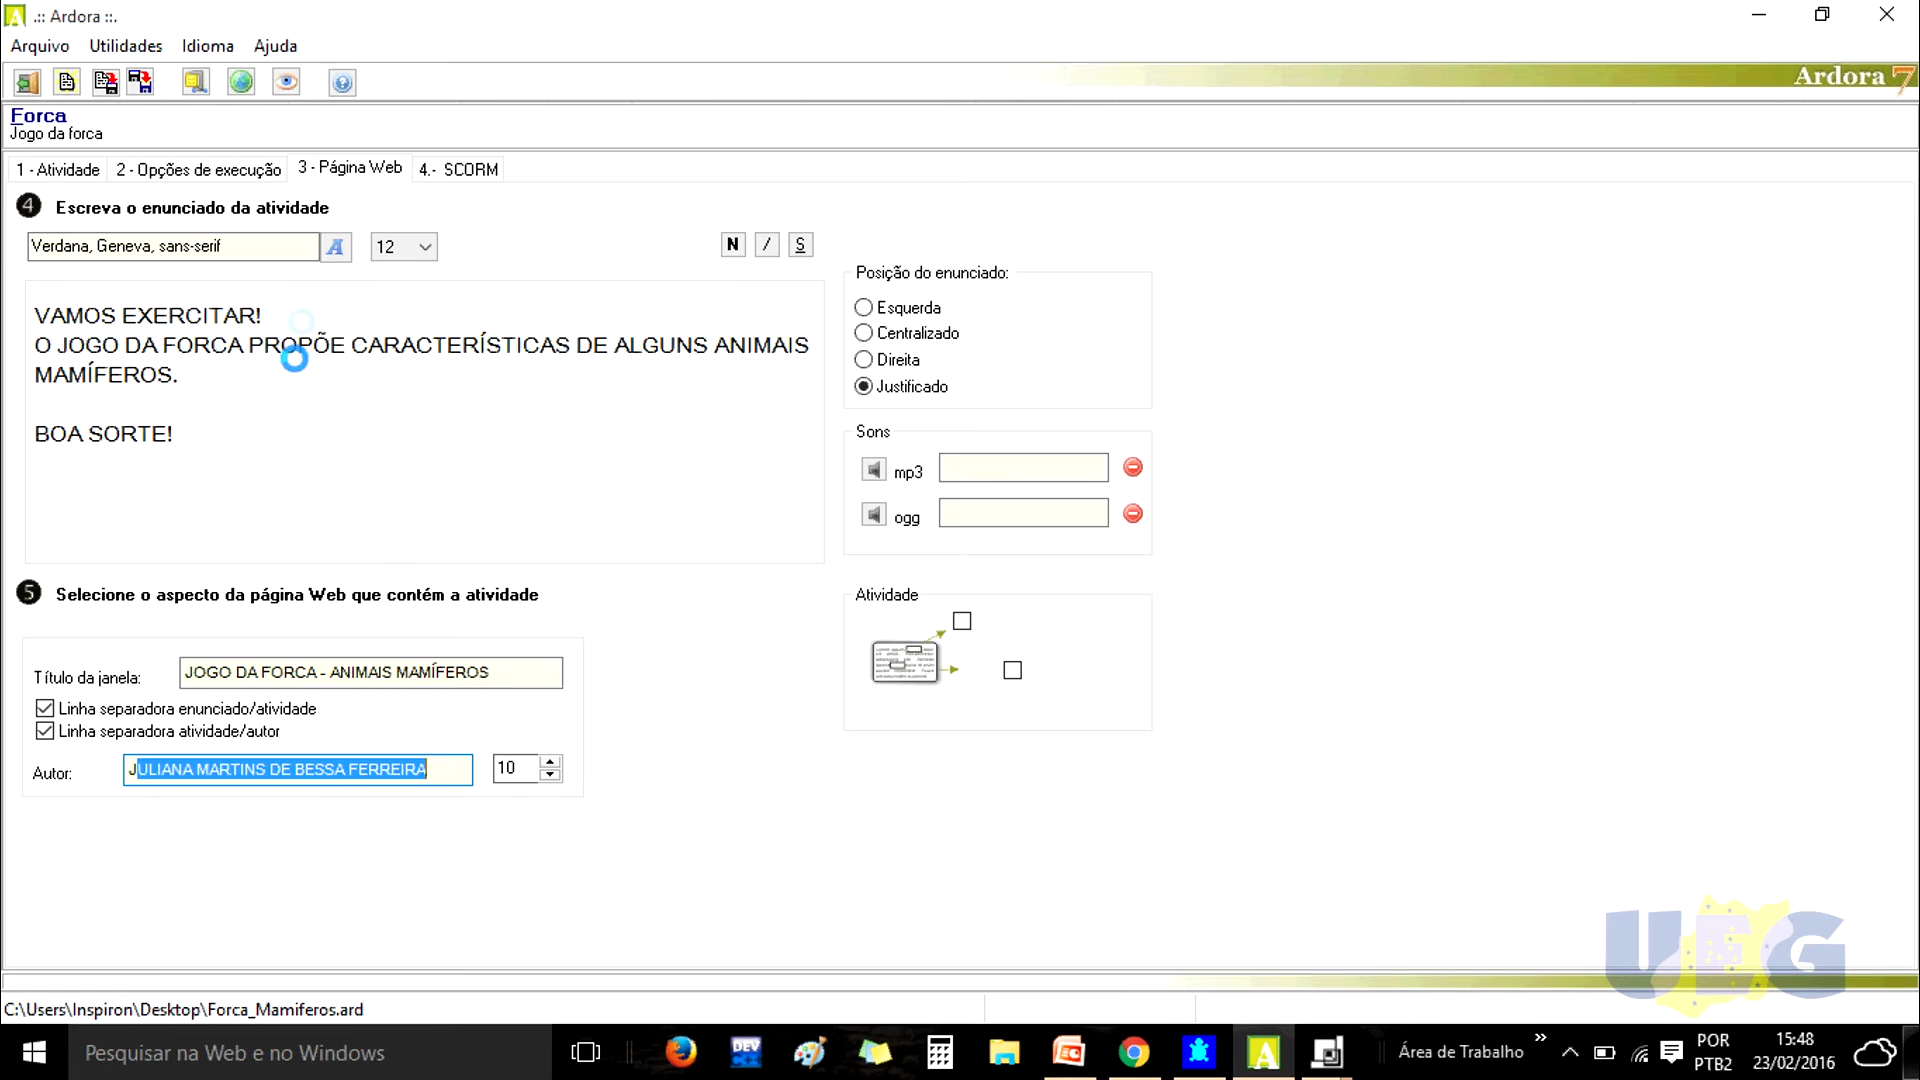 .:: Ardora ::.
Arquivo Utilidades Idioma Ajuda
Ardora 7
Forca
Jogo da forca
1 - Atividade 2 - Opções de execução 3 - Página Web 4.- SCORM
4 Escreva o enunciado da atividade
Verdana, Geneva, sans-serif A 12 N / S
Posição do enunciado:
VAMOS EXERCITAR!
O JOGO DA FORCA PROPÕE CARACTERÍSTICAS DE ALGUNS ANIMAIS
MAMÍFEROS.
BOA SORTE!
Esquerda
Centralizado
Direita
Justificado
Sons
mp3
ogg
5 Selecione o aspecto da página Web que contém a atividade
Título da janela: JOGO DA FORCA - ANIMAIS MAMÍFEROS
Linha separadora enunciado/atividade
Linha separadora atividade/autor
Autor: JULIANA MARTINS DE BESSA FERREIRA 10
Atividade
UEG
C:\Users\Inspiron\Desktop\Forca_Mamiferos.ard
Pesquisar na Web e no Windows
DEV
A
Área de Trabalho
POR
PTB2
15:48
23/02/2016